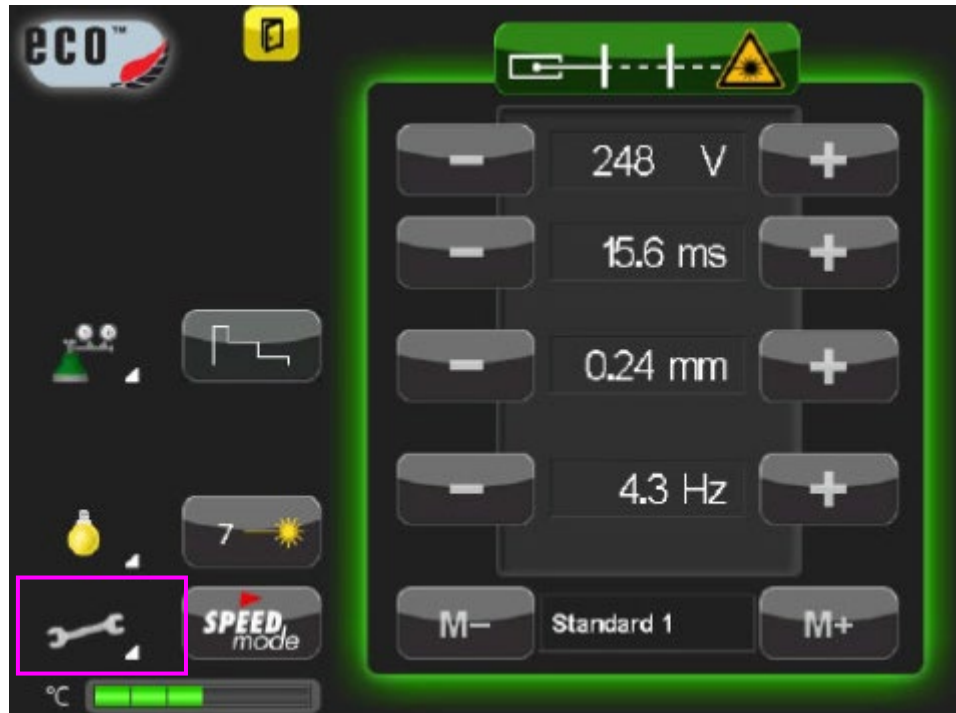 eco™
248 V
15.6 ms
0.24 mm
4.3 Hz
7
SPEED
mode
M− Standard 1 M+
°C